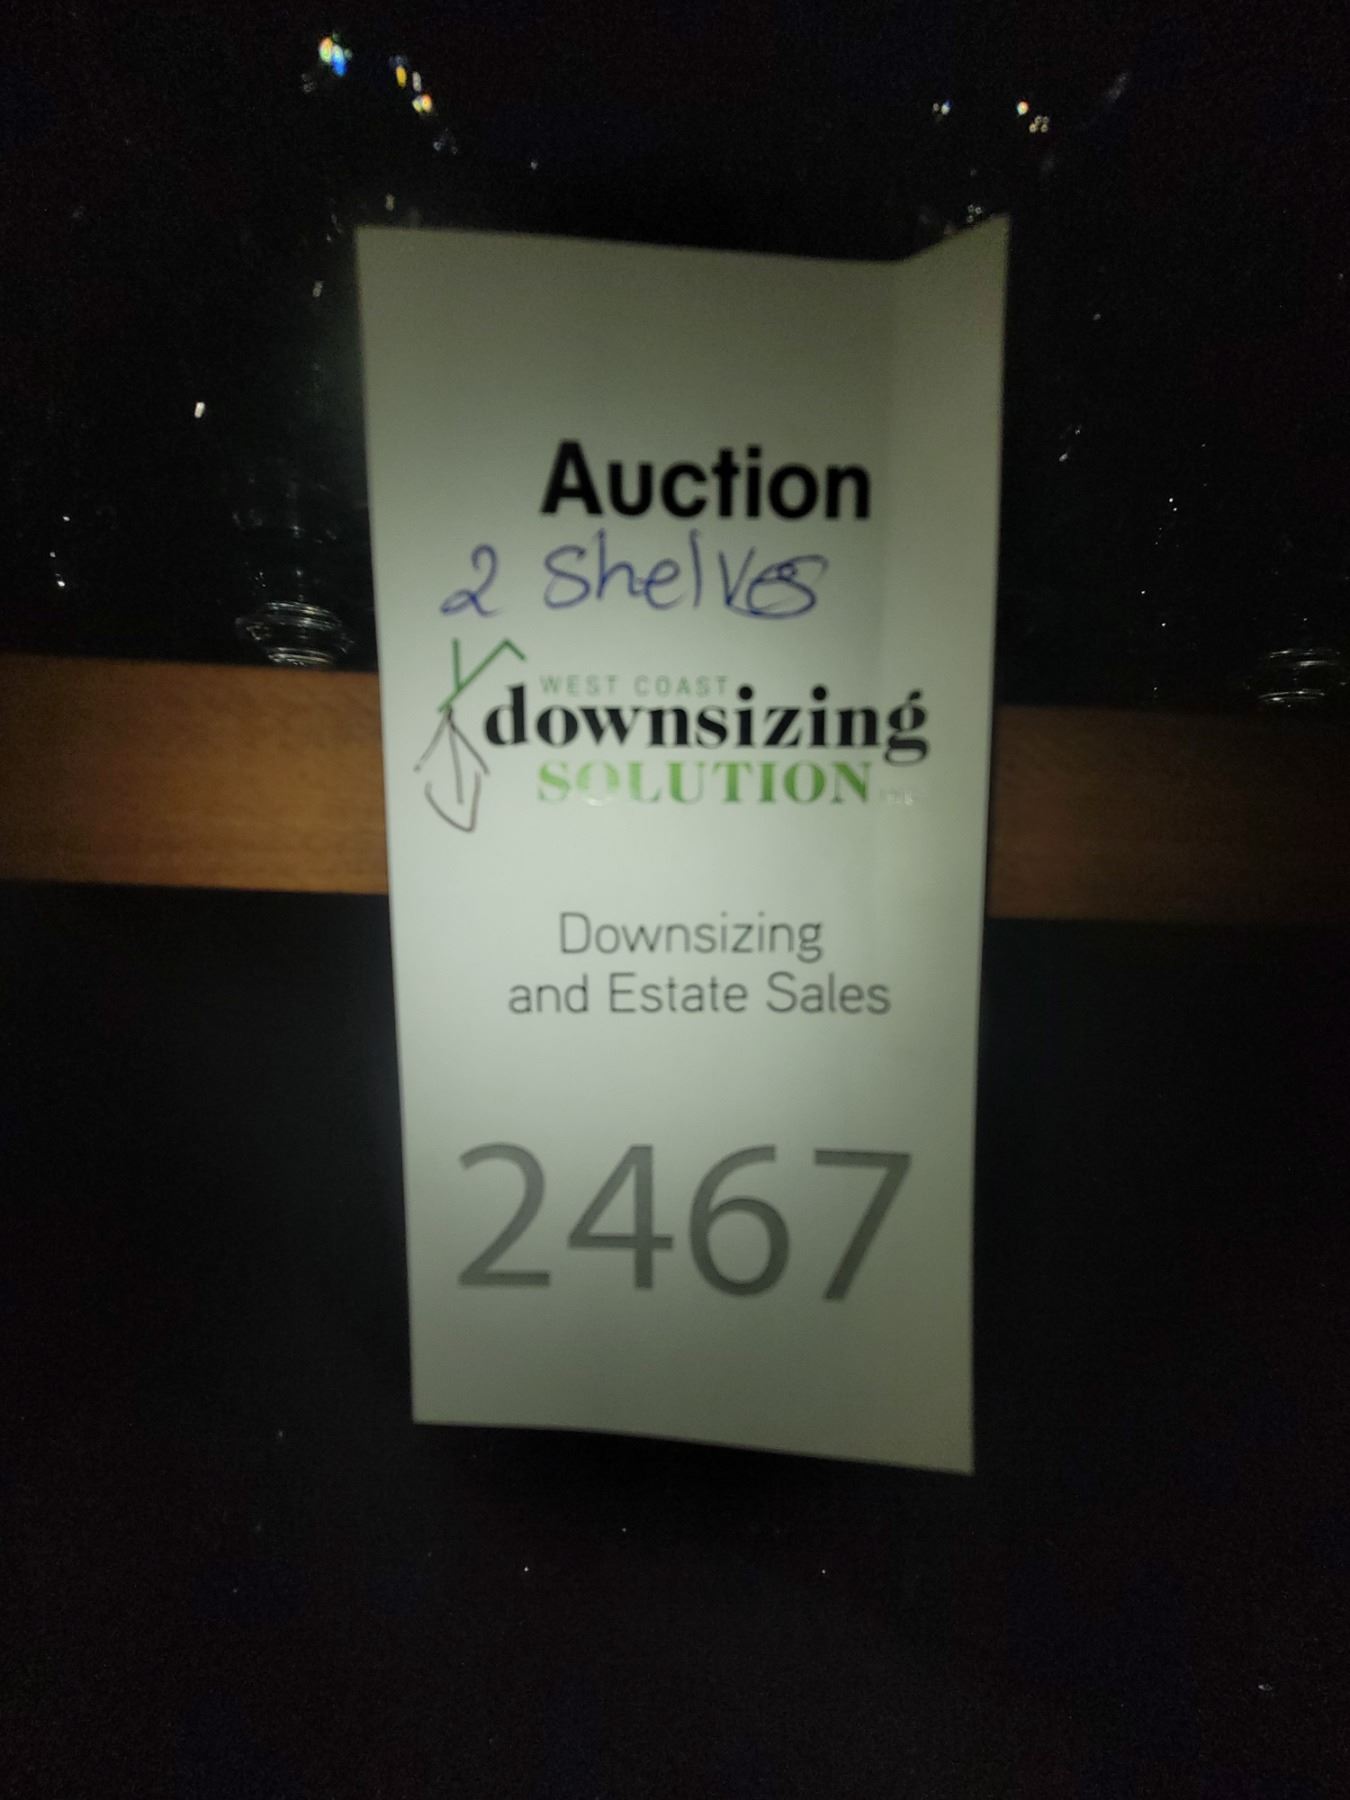 Auction
2 Shelves
WEST COAST
downsizing
SOLUTION
Downsizing
and Estate Sales
2467